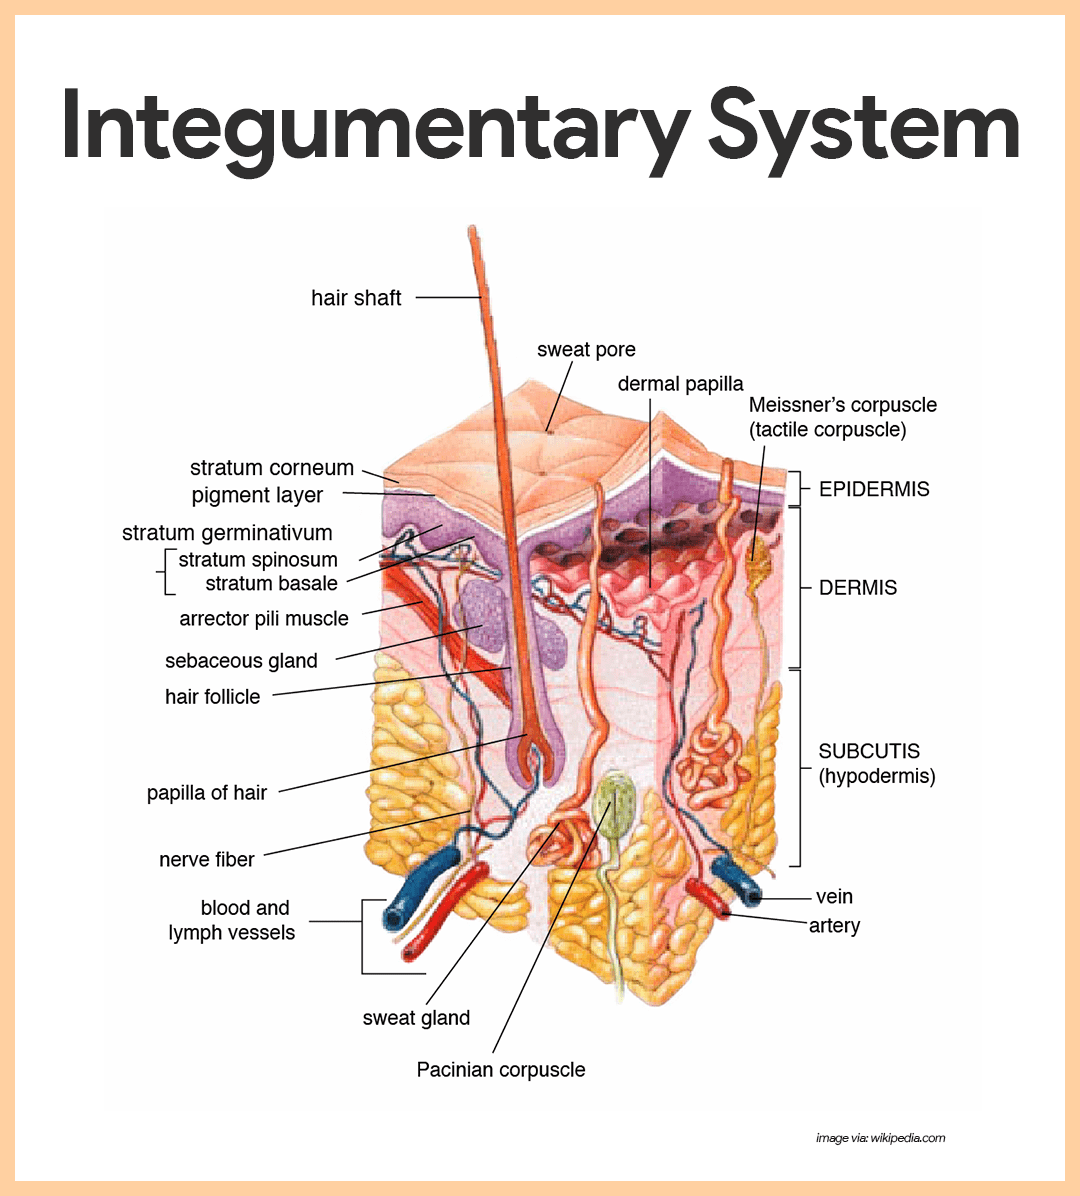 Integumentary System
hair shaft
sweat pore
dermal papilla
Meissner’s corpuscle
(tactile corpuscle)
stratum corneum
pigment layer
stratum germinativum
stratum spinosum
stratum basale
arrector pili muscle
sebaceous gland
hair follicle
papilla of hair
nerve fiber
blood and
lymph vessels
sweat gland
Pacinian corpuscle
EPIDERMIS
DERMIS
SUBCUTIS
(hypodermis)
vein
artery
image via: wikipedia.com